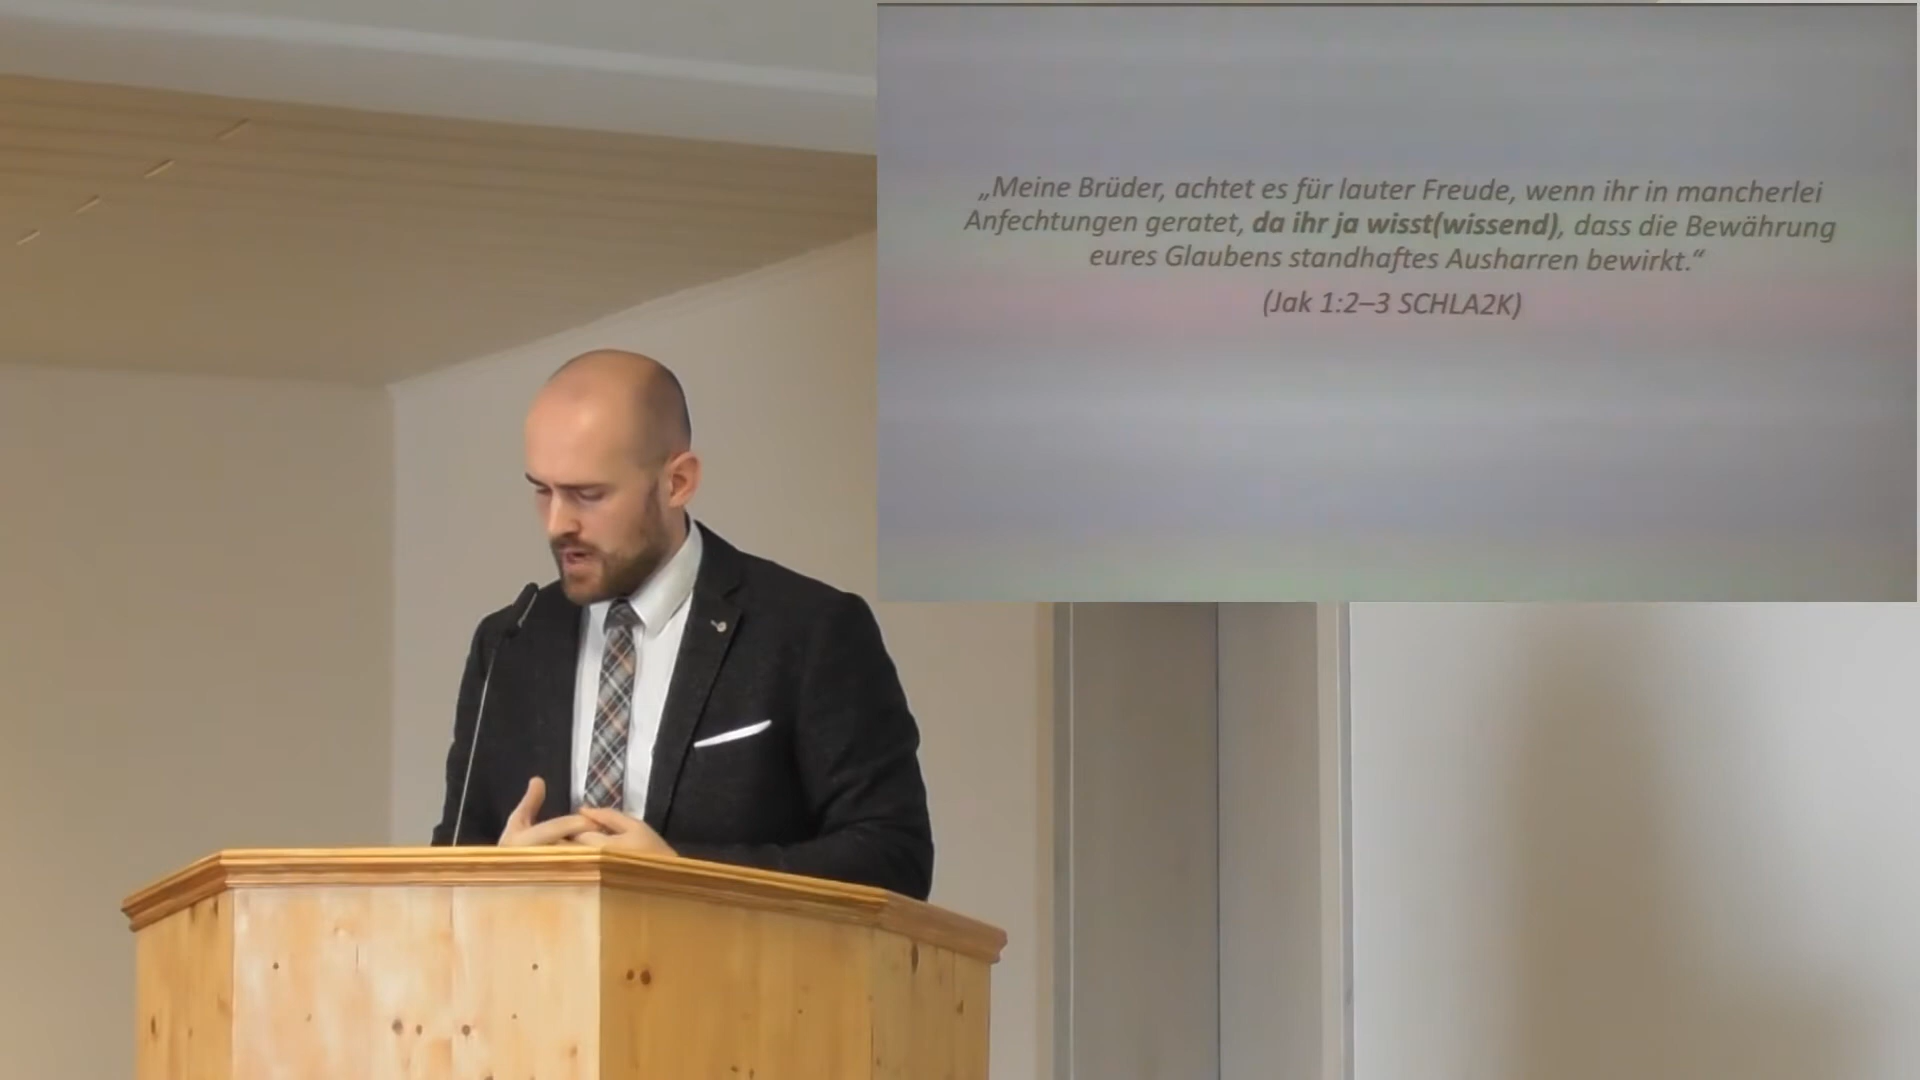 „Meine Brüder, achtet es für lauter Freude, wenn ihr in mancherlei
Anfechtungen geratet, da ihr ja wisst(wissend), dass die Bewährung
eures Glaubens standhaftes Ausharren bewirkt.“
(Jak 1:2–3 SCHLA2K)